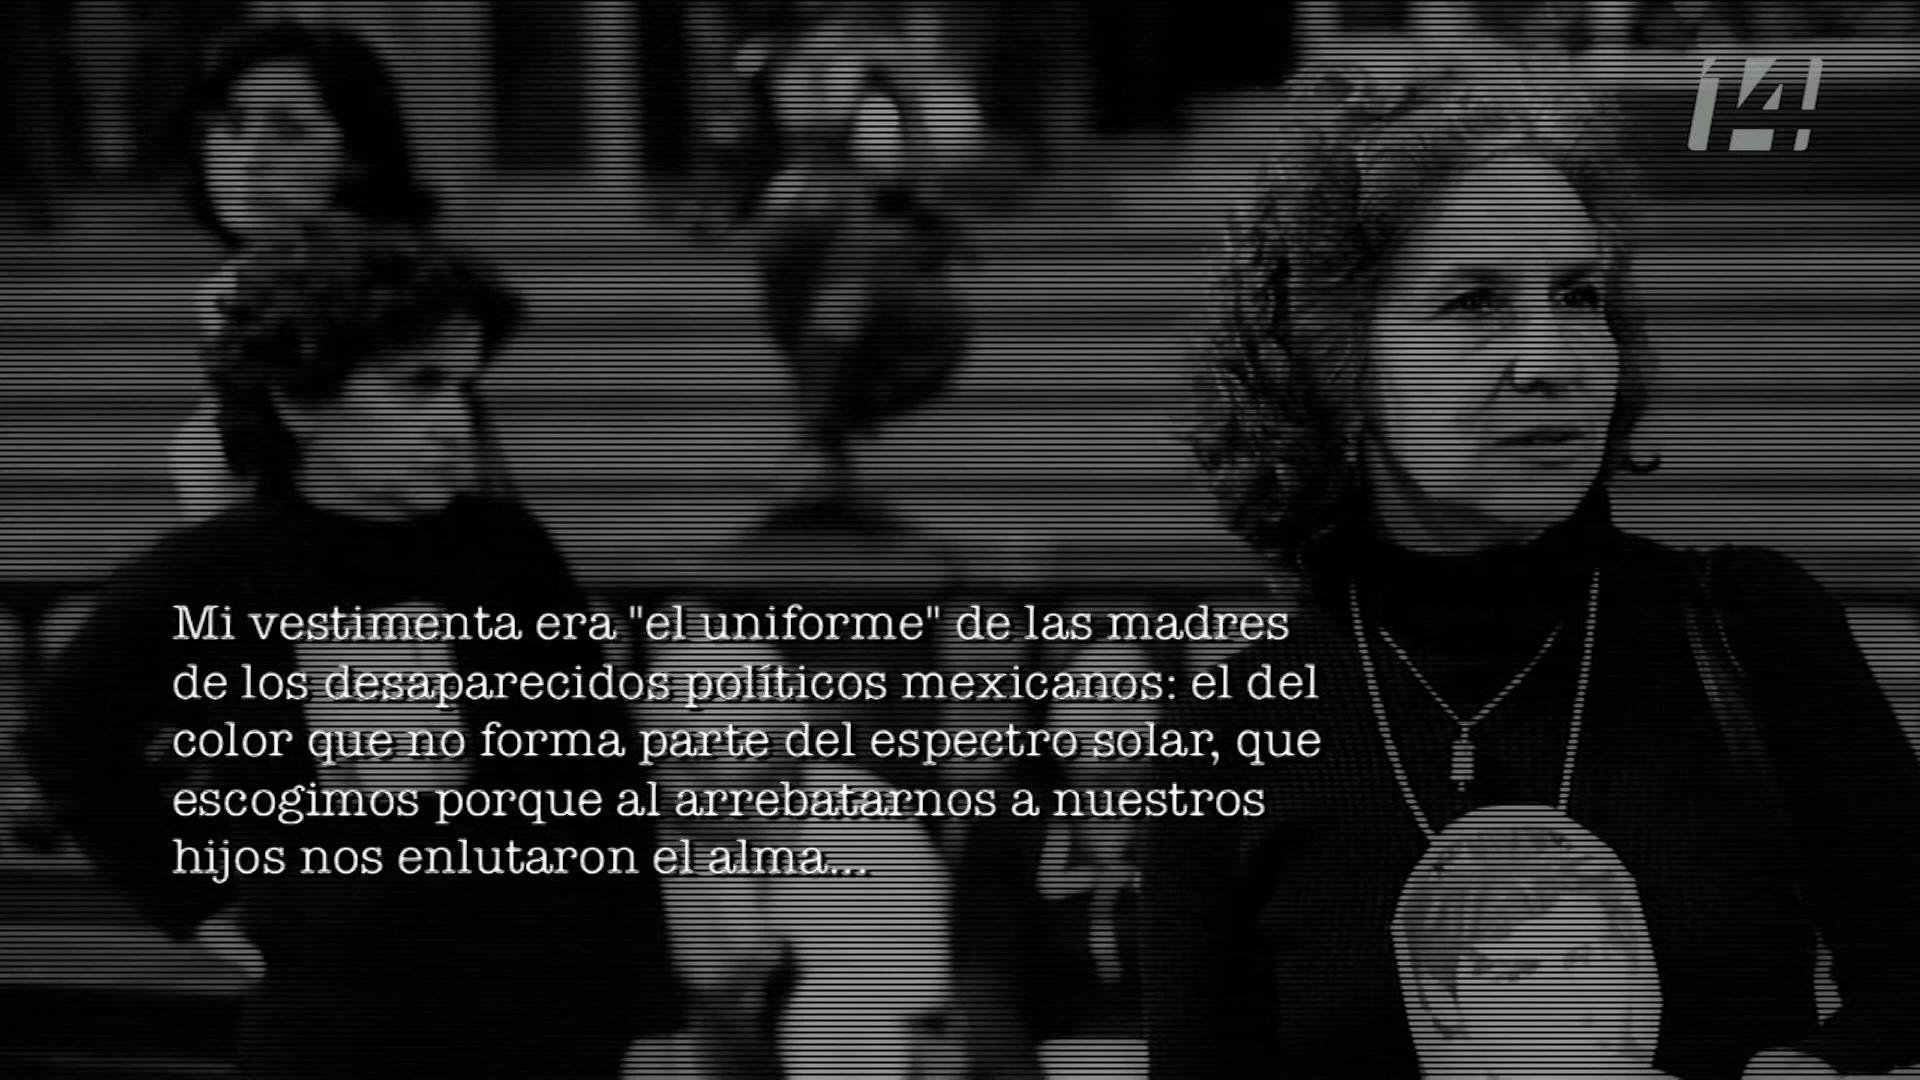 14
Mi vestimenta era "el uniforme" de las madres
de los desaparecidos políticos mexicanos: el del
color que no forma parte del espectro solar, que
escogimos porque al arrebatarnos a nuestros
hijos nos enlutaron el alma...